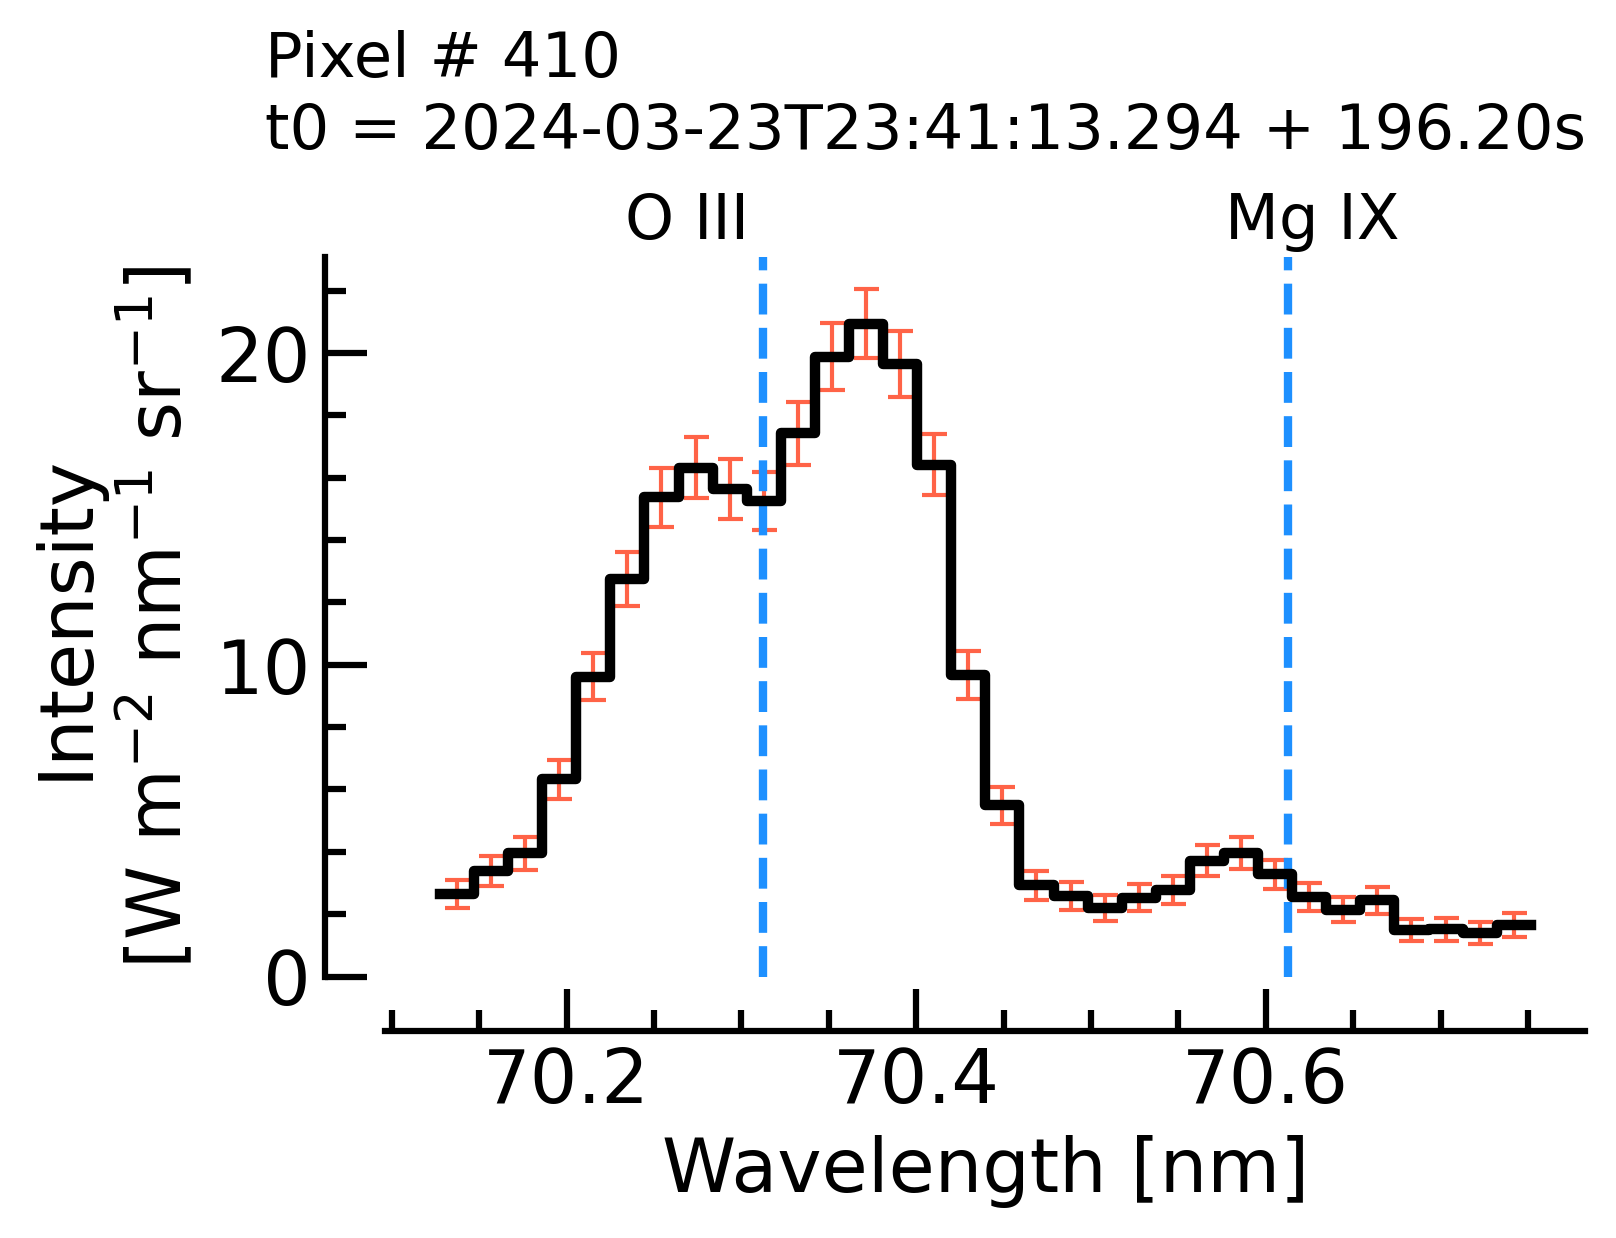 Pixel # 410
t0 = 2024-03-23T23:41:13.294 + 196.20s
O III
Mg IX
Intensity
[W m⁻² nm⁻¹ sr⁻¹]
20
10
0
70.2
70.4
70.6
Wavelength [nm]